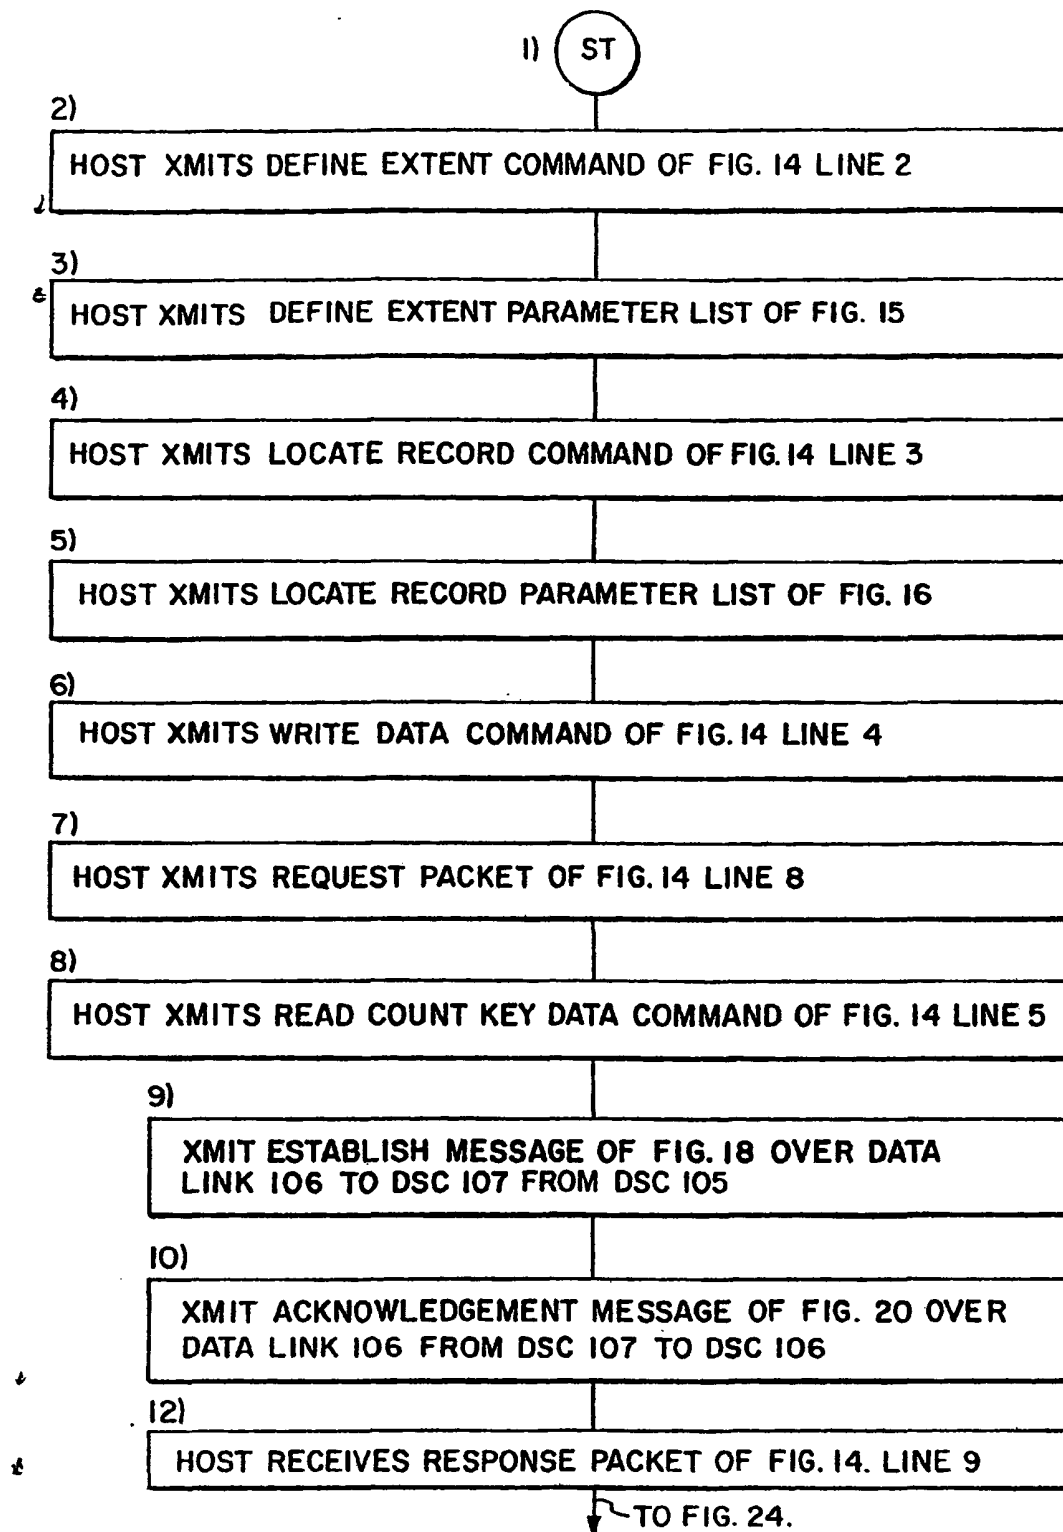 1) ST
2)
HOST XMITS DEFINE EXTENT COMMAND OF FIG. 14 LINE 2
3)
HOST XMITS DEFINE EXTENT PARAMETER LIST OF FIG. 15
4)
HOST XMITS LOCATE RECORD COMMAND OF FIG. 14 LINE 3
5)
HOST XMITS LOCATE RECORD PARAMETER LIST OF FIG. 16
6)
HOST XMITS WRITE DATA COMMAND OF FIG. 14 LINE 4
7)
HOST XMITS REQUEST PACKET OF FIG. 14 LINE 8
8)
HOST XMITS READ COUNT KEY DATA COMMAND OF FIG. 14 LINE 5
9)
XMIT ESTABLISH MESSAGE OF FIG. 18 OVER DATA
LINK 106 TO DSC 107 FROM DSC 105
10)
XMIT ACKNOWLEDGEMENT MESSAGE OF FIG. 20 OVER
DATA LINK 106 FROM DSC 107 TO DSC 106
12)
HOST RECEIVES RESPONSE PACKET OF FIG. 14. LINE 9
TO FIG. 24.